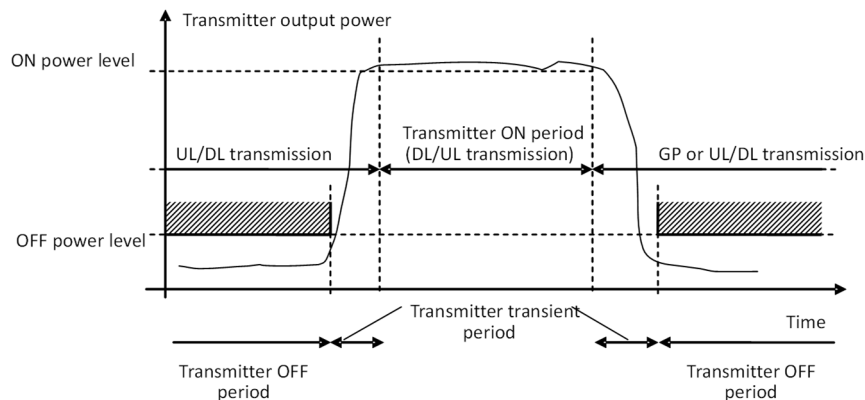 Transmitter output power
ON power level
Transmitter ON period
UL/DL transmission
(DL/UL transmission)
GP or UL/DL transmission
OFF power level
Transmitter transient
period
Time
Transmitter OFF
period
Transmitter OFF
period